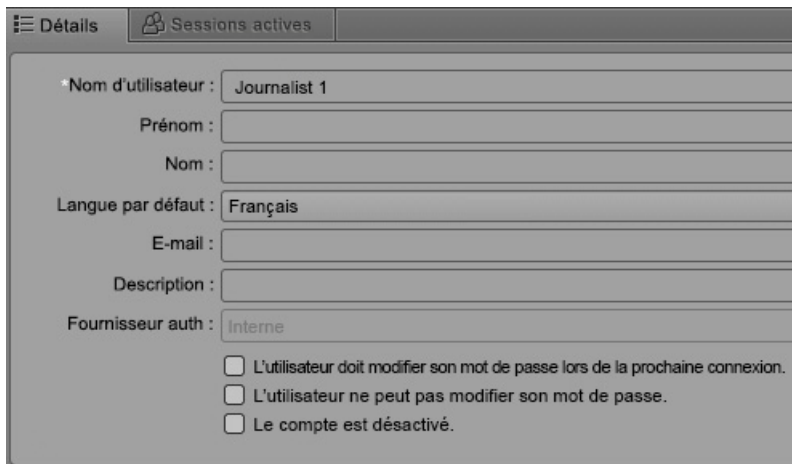 Détails
Sessions actives
*Nom d'utilisateur : Journalist 1
Prénom :
Nom :
Langue par défaut : Français
E-mail :
Description :
Fournisseur auth : Interne
L'utilisateur doit modifier son mot de passe lors de la prochaine connexion.
L'utilisateur ne peut pas modifier son mot de passe.
Le compte est désactivé.